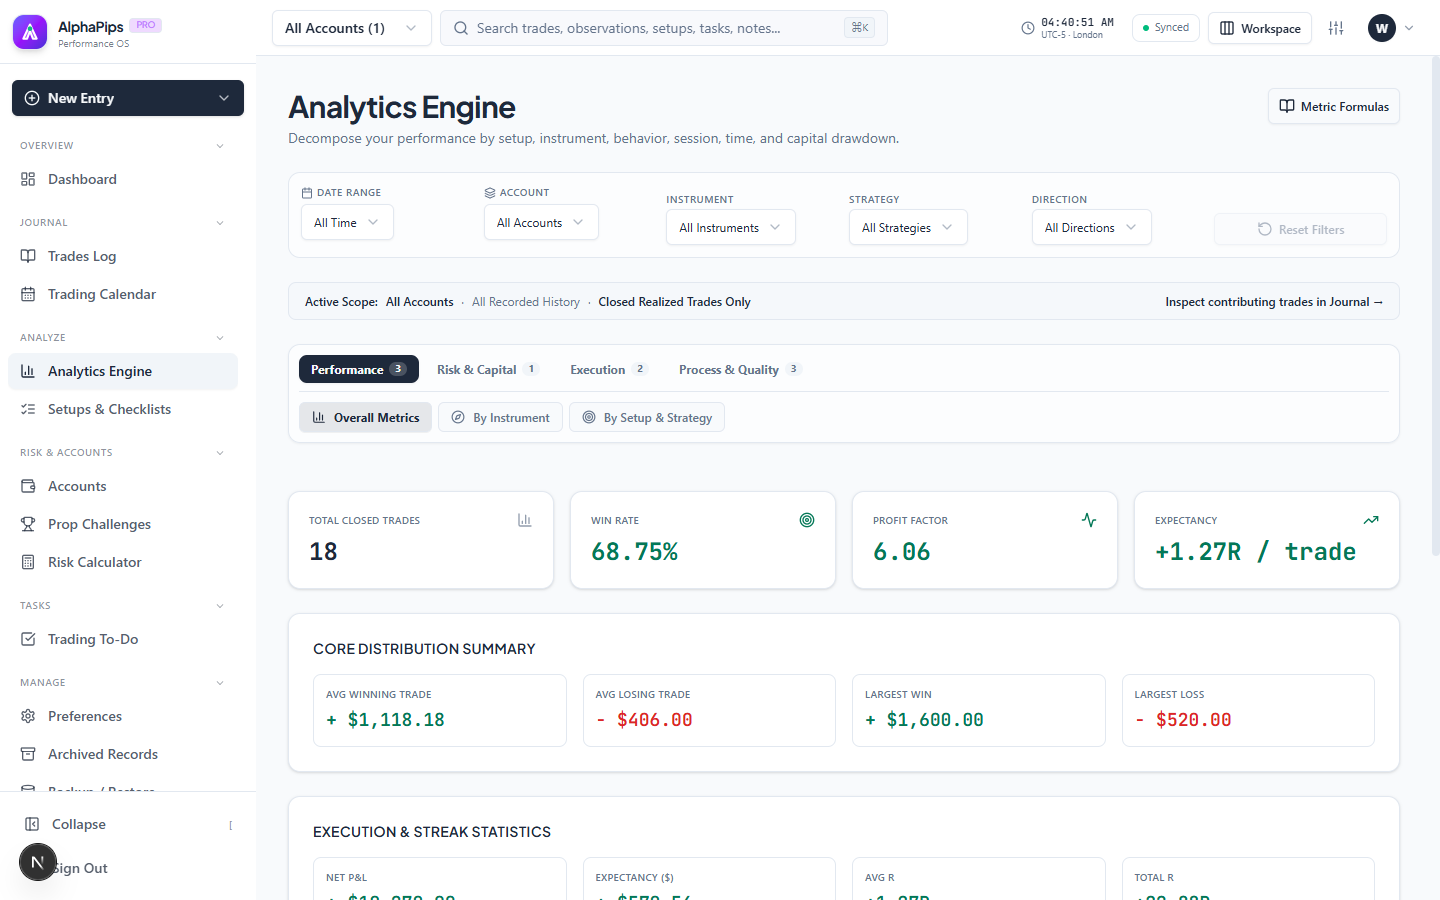 AlphaPips PRO
Performance OS
All Accounts (1)
Search trades, observations, setups, tasks, notes... ⌘K
04:40:51 AM
UTC-5 · London
Synced
Workspace
W
New Entry
OVERVIEW
Dashboard
JOURNAL
Trades Log
Trading Calendar
ANALYZE
Analytics Engine
Setups & Checklists
RISK & ACCOUNTS
Accounts
Prop Challenges
Risk Calculator
TASKS
Trading To-Do
MANAGE
Preferences
Archived Records
Backup / Restore
Collapse [
N
Sign Out
Analytics Engine
Decompose your performance by setup, instrument, behavior, session, time, and capital drawdown.
Metric Formulas
DATE RANGE
All Time
ACCOUNT
All Accounts
INSTRUMENT
All Instruments
STRATEGY
All Strategies
DIRECTION
All Directions
Reset Filters
Active Scope: All Accounts · All Recorded History · Closed Realized Trades Only
Inspect contributing trades in Journal →
Performance 3
Risk & Capital 1
Execution 2
Process & Quality 3
Overall Metrics
By Instrument
By Setup & Strategy
TOTAL CLOSED TRADES
18
WIN RATE
68.75%
PROFIT FACTOR
6.06
EXPECTANCY
+1.27R / trade
CORE DISTRIBUTION SUMMARY
AVG WINNING TRADE
+ $1,118.18
AVG LOSING TRADE
- $406.00
LARGEST WIN
+ $1,600.00
LARGEST LOSS
- $520.00
EXECUTION & STREAK STATISTICS
NET P&L
EXPECTANCY ($)
AVG R
TOTAL R